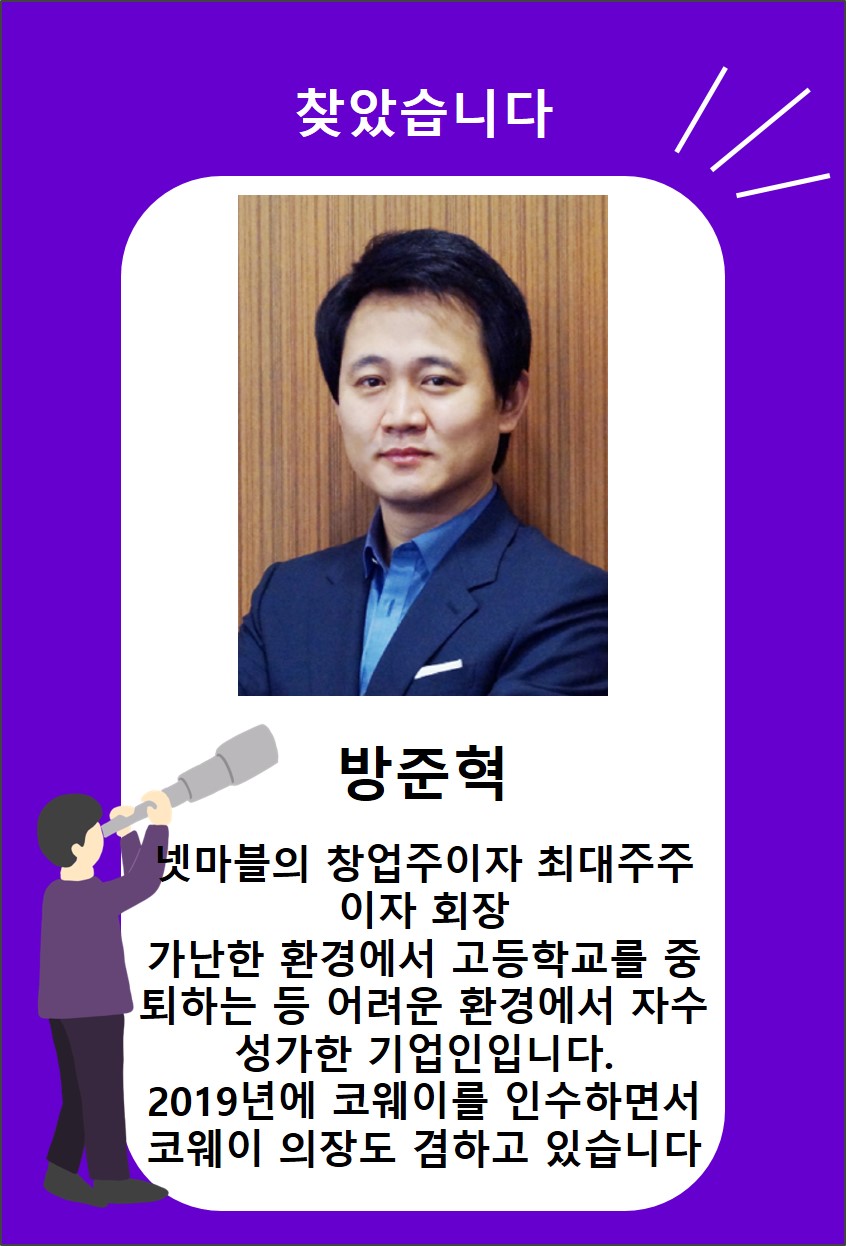 찾았습니다
방준혁
넷마블의 창업주이자 최대주주
이자 회장
가난한 환경에서 고등학교를 중
퇴하는 등 어려운 환경에서 자수
성가한 기업인입니다.
2019년에 코웨이를 인수하면서
코웨이 의장도 겸하고 있습니다